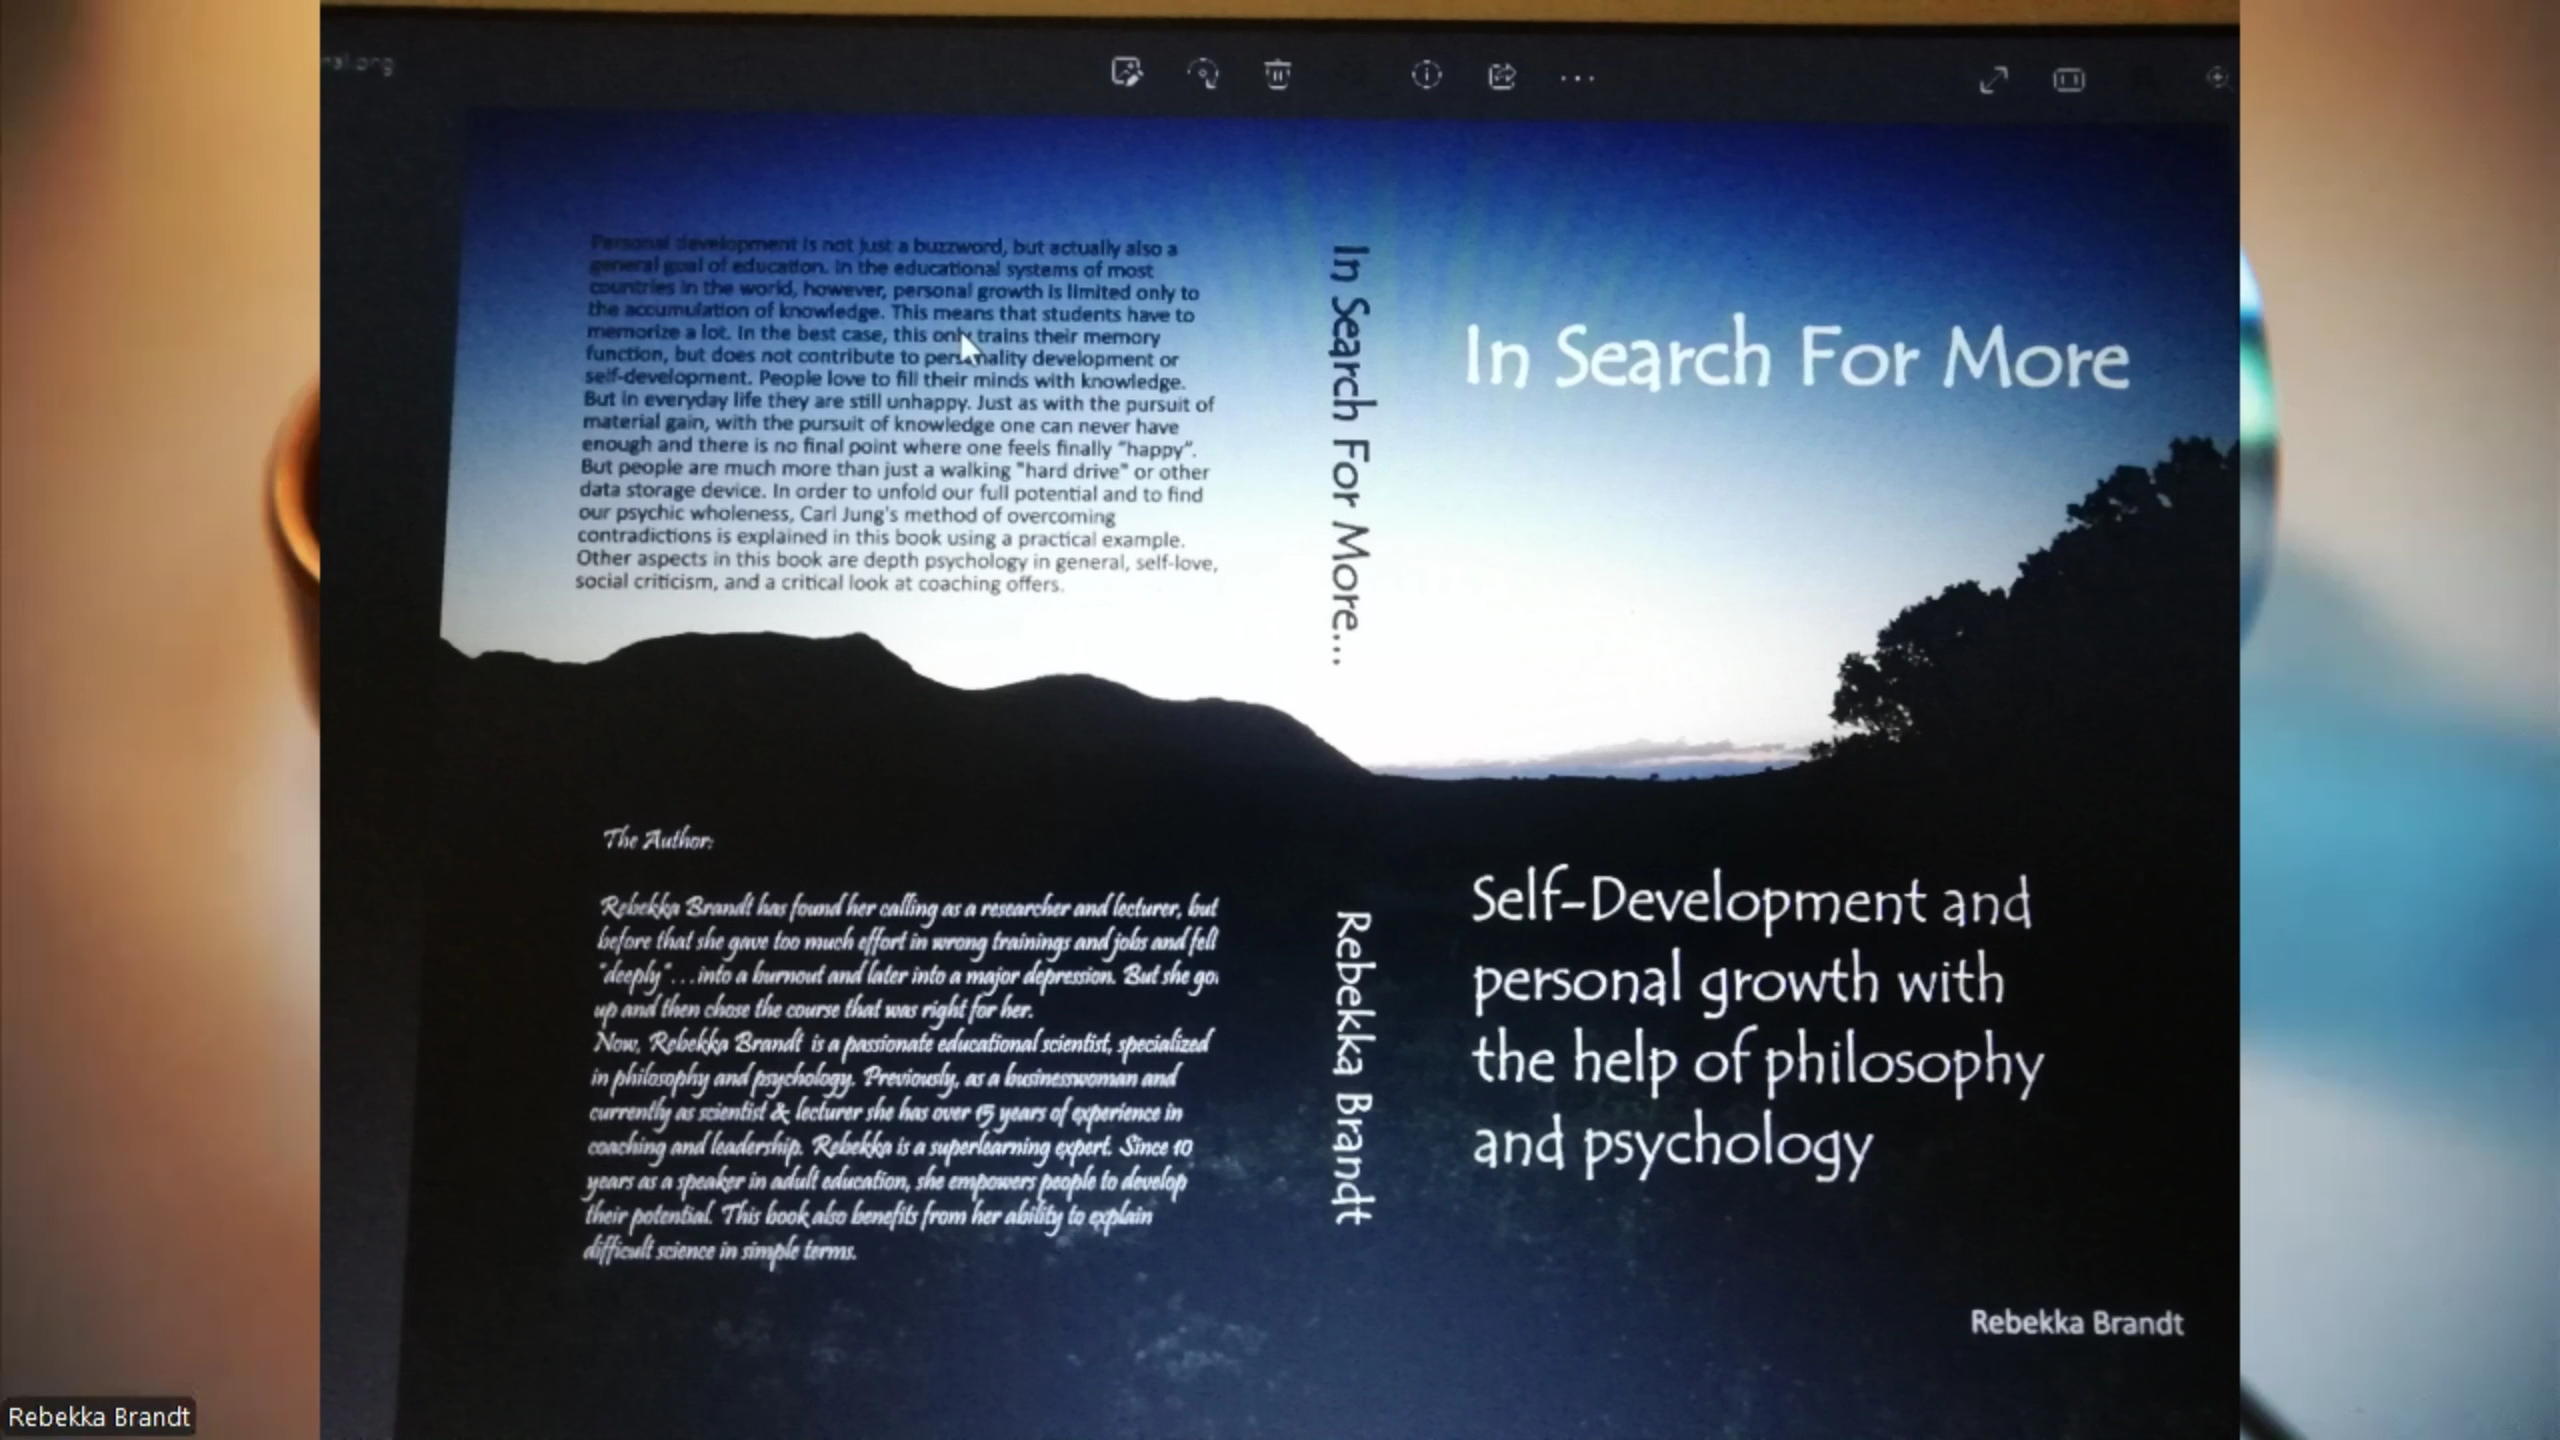 Personal development is not just a buzzword, but actually also a
general goal of education. In the educational systems of most
countries in the world, however, personal growth is limited only to
the accumulation of knowledge. This means that students have to
memorize a lot. In the best case, this only trains their memory
function, but does not contribute to personality development or
self-development. People love to fill their minds with knowledge.
But in everyday life they are still unhappy. Just as with the pursuit of
material gain, with the pursuit of knowledge one can never have
enough and there is no final point where one feels finally "happy".
But people are much more than just a walking "hard drive" or other
data storage device. In order to unfold our full potential and to find
our psychic wholeness, Carl Jung's method of overcoming
contradictions is explained in this book using a practical example.
Other aspects in this book are depth psychology in general, self-love,
social criticism, and a critical look at coaching offers.
The Author:
Rebekka Brandt has found her calling as a researcher and lecturer, but
before that she gave too much effort in wrong trainings and jobs and fell
"deeply"...into a burnout and later into a major depression. But she go
up and then chose the course that was right for her.
Now, Rebekka Brandt is a passionate educational scientist, specialized
in philosophy and psychology. Previously, as a businesswoman and
currently as scientist & lecturer she has over 15 years of experience in
coaching and leadership. Rebekka is a superlearning expert. Since 10
years as a speaker in adult education, she empowers people to develop
their potential. This book also benefits from her ability to explain
difficult science in simple terms.
In Search For More...
Rebekka Brandt
In Search For More
Self-Development and
personal growth with
the help of philosophy
and psychology
Rebekka Brandt
Rebekka Brandt